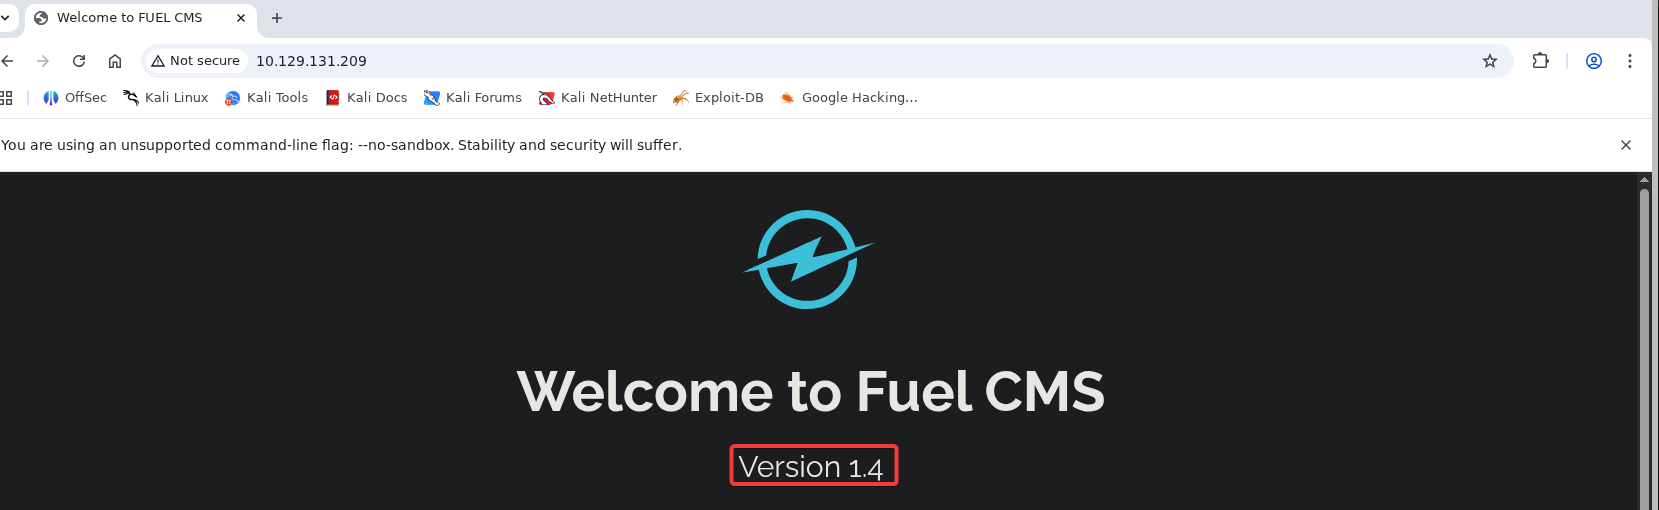 Welcome to FUEL CMS
Not secure 10.129.131.209
OffSec Kali Linux Kali Tools Kali Docs Kali Forums Kali NetHunter Exploit-DB Google Hacking...
You are using an unsupported command-line flag: --no-sandbox. Stability and security will suffer.
Welcome to Fuel CMS
Version 1.4